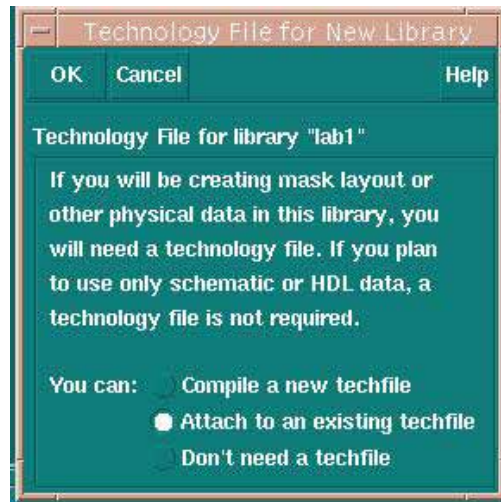 Technology File for New Library
OK Cancel Help
Technology File for library "lab1"
If you will be creating mask layout or
other physical data in this library, you
will need a technology file. If you plan
to use only schematic or HDL data, a
technology file is not required.
You can: Compile a new techfile
Attach to an existing techfile
Don't need a techfile